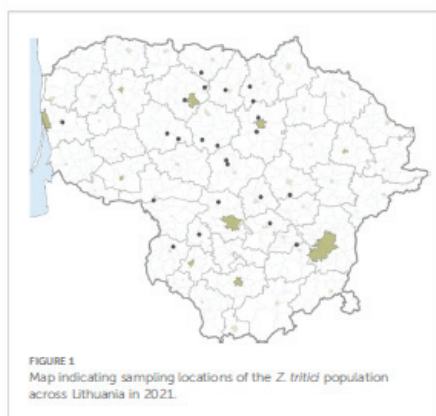 FIGURE 1
Map indicating sampling locations of the Z. tritici population
across Lithuania in 2021.